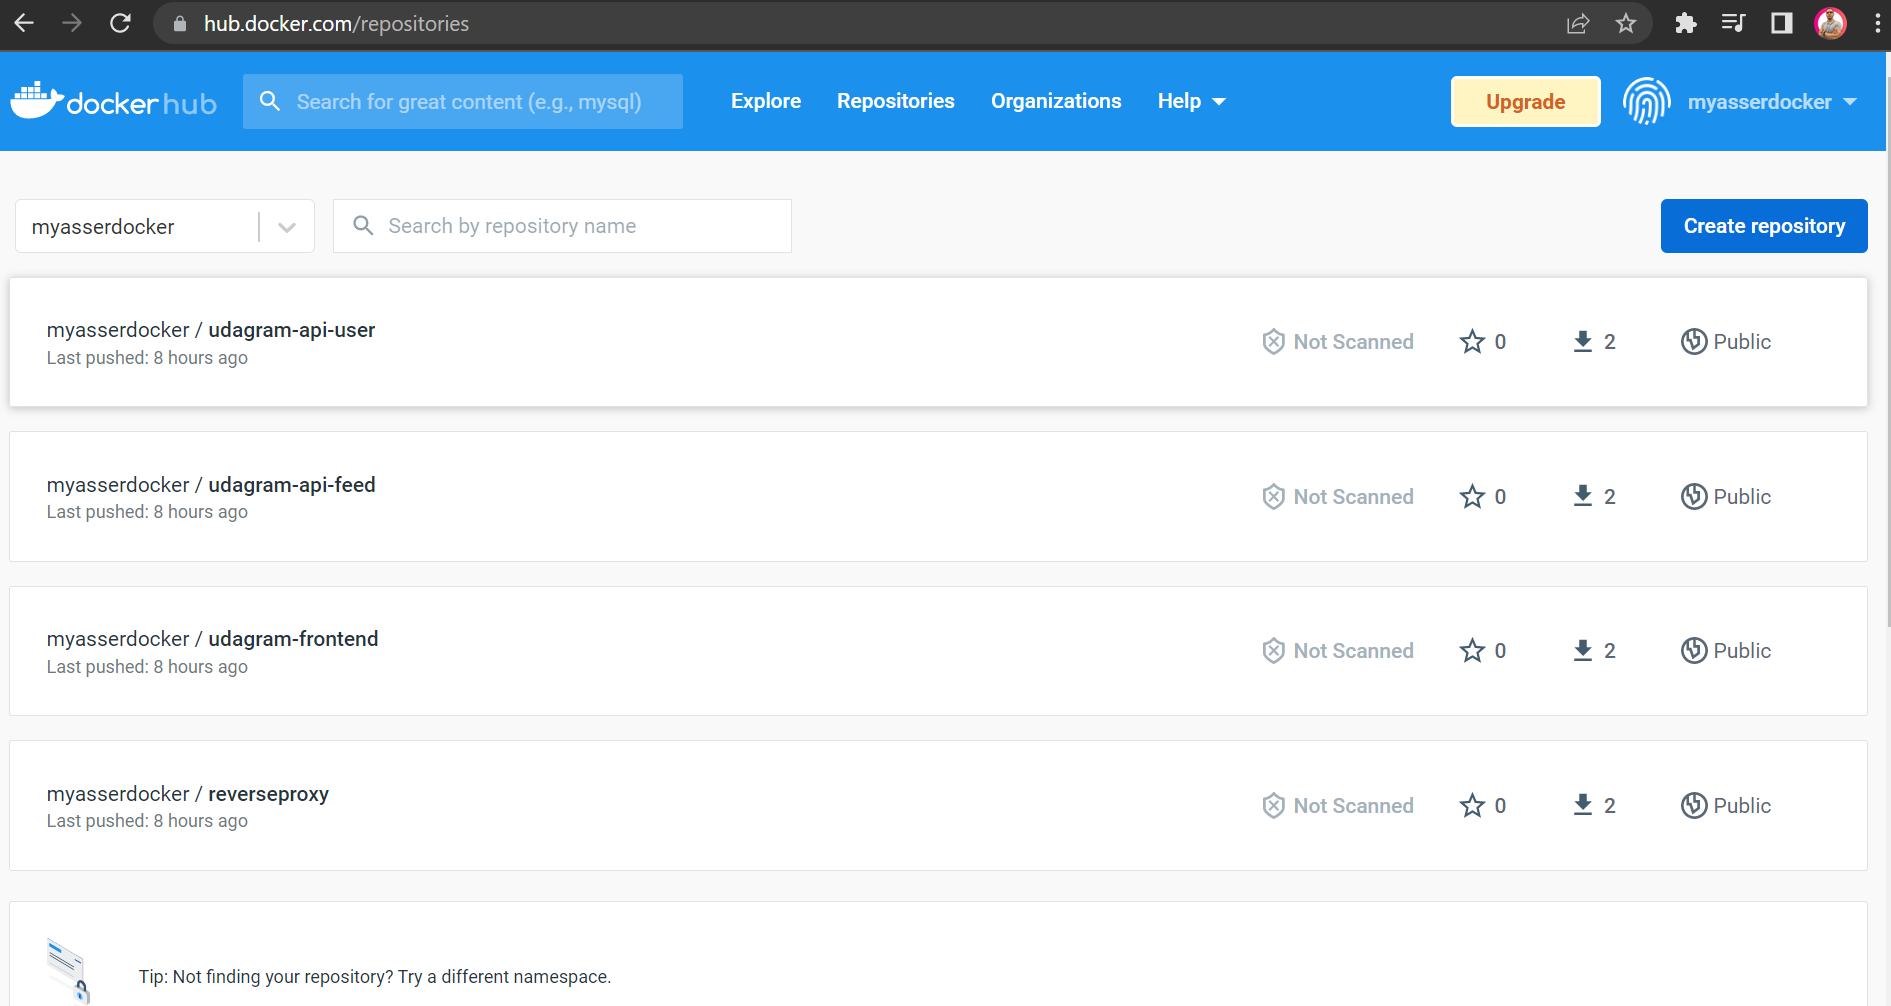 hub.docker.com/repositories
docker hub
Search for great content (e.g., mysql)
Explore
Repositories
Organizations
Help
Upgrade
myasserdocker
myasserdocker
Search by repository name
Create repository
myasserdocker / udagram-api-user
Last pushed: 8 hours ago
Not Scanned
0
2
Public
myasserdocker / udagram-api-feed
Last pushed: 8 hours ago
Not Scanned
0
2
Public
myasserdocker / udagram-frontend
Last pushed: 8 hours ago
Not Scanned
0
2
Public
myasserdocker / reverseproxy
Last pushed: 8 hours ago
Not Scanned
0
2
Public
Tip: Not finding your repository? Try a different namespace.